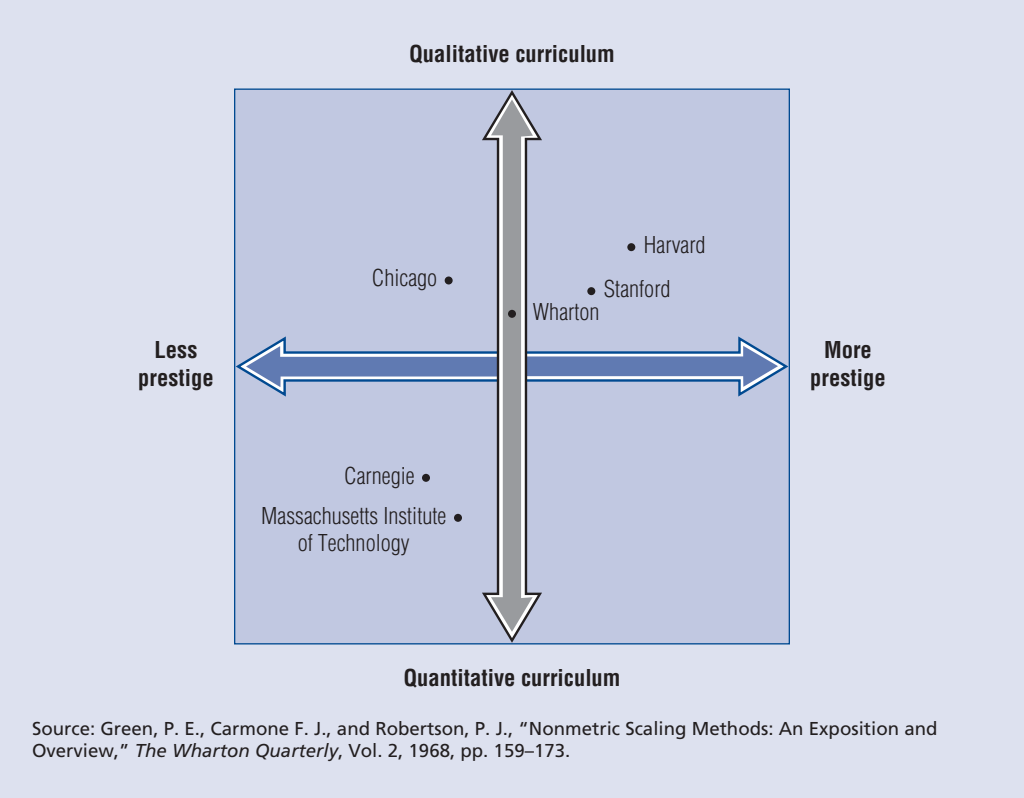 Qualitative curriculum
Harvard
Chicago
Stanford
Wharton
Less
prestige
More
prestige
Carnegie
Massachusetts Institute
of Technology
Quantitative curriculum
Source: Green, P. E., Carmone F. J., and Robertson, P. J., “Nonmetric Scaling Methods: An Exposition and
Overview,” The Wharton Quarterly, Vol. 2, 1968, pp. 159–173.